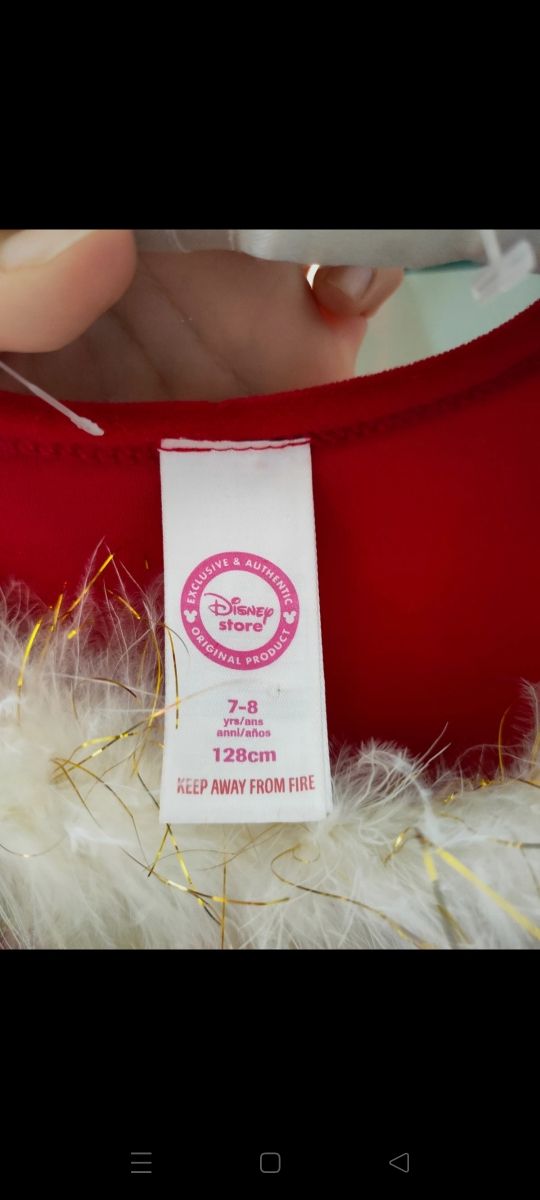 EXCLUSIVE & AUTHENTIC
Disney
store
ORIGINAL PRODUCT
7-8
yrs/ans
anni/años
128cm
KEEP AWAY FROM FIRE